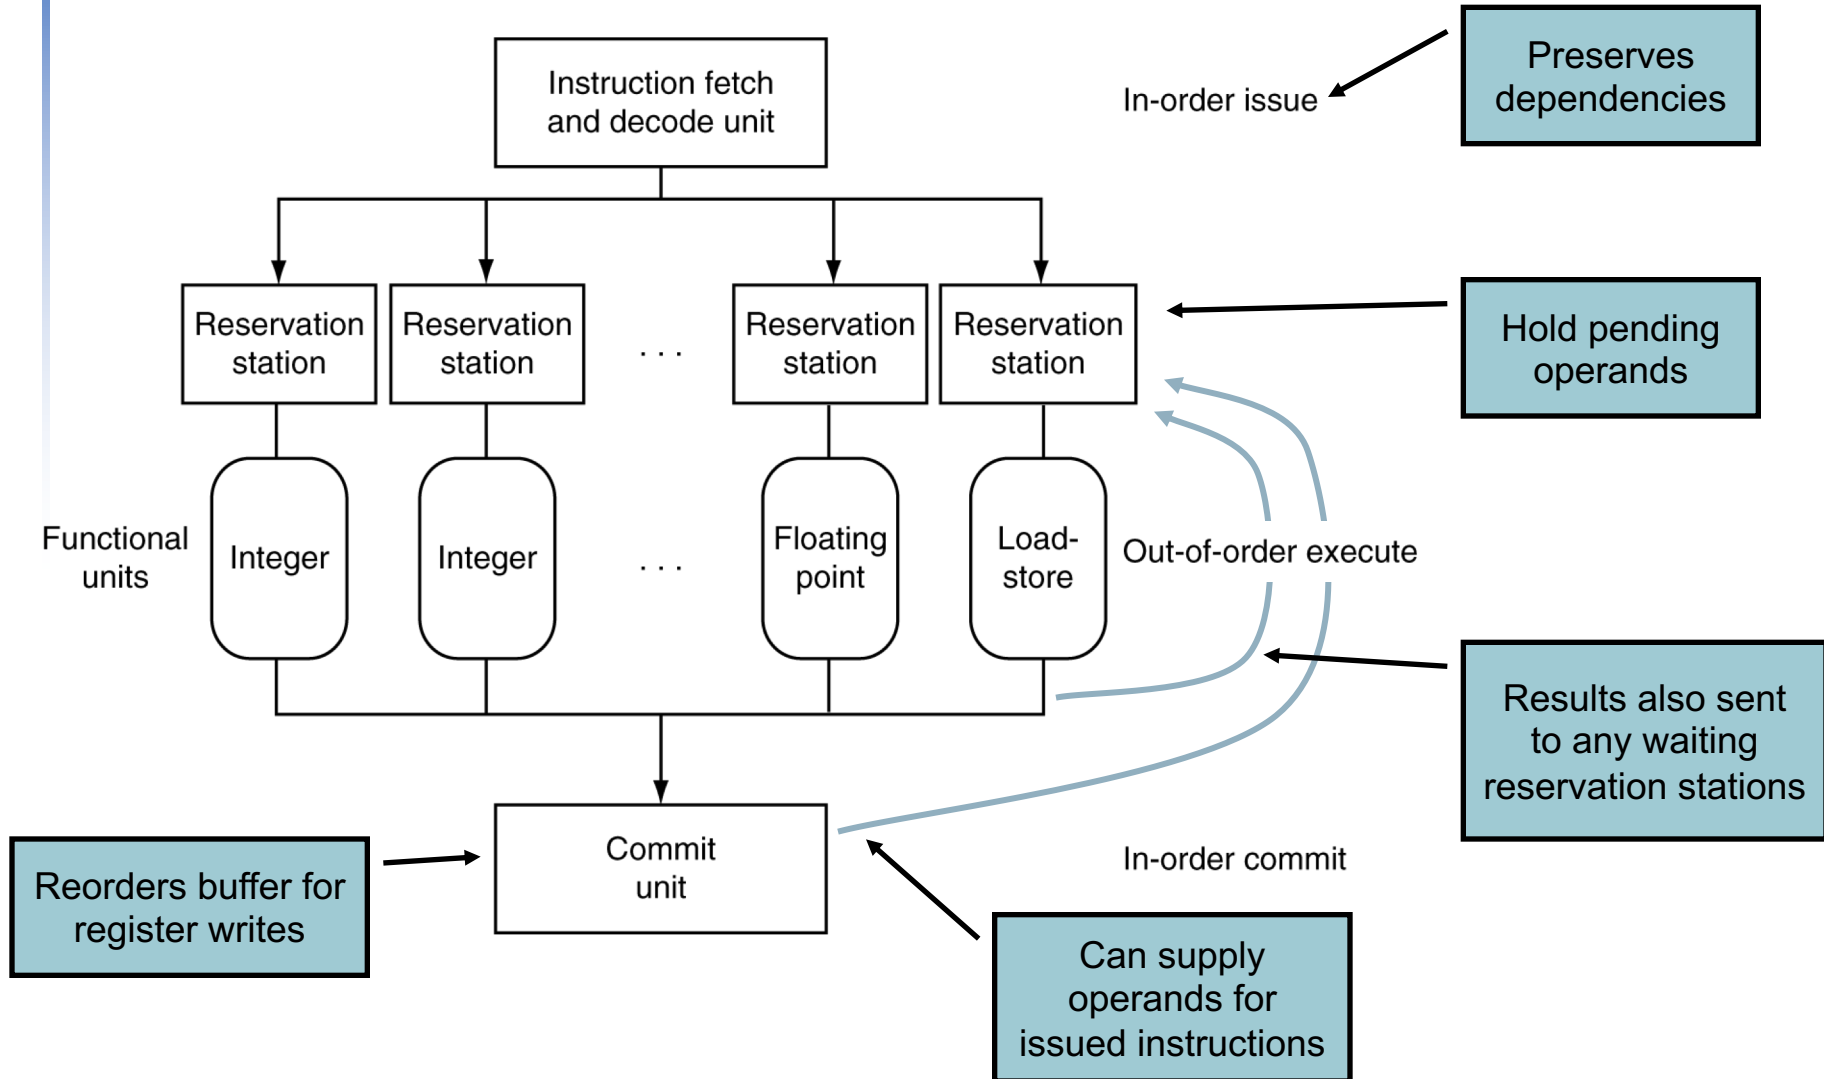 Instruction fetch
and decode unit
In-order issue
Preserves
dependencies
Reservation
station
Reservation
station
. . .
Reservation
station
Reservation
station
Hold pending
operands
Functional
units
Integer
Integer
. . .
Floating
point
Load-
store
Out-of-order execute
Results also sent
to any waiting
reservation stations
Commit
unit
In-order commit
Reorders buffer for
register writes
Can supply
operands for
issued instructions